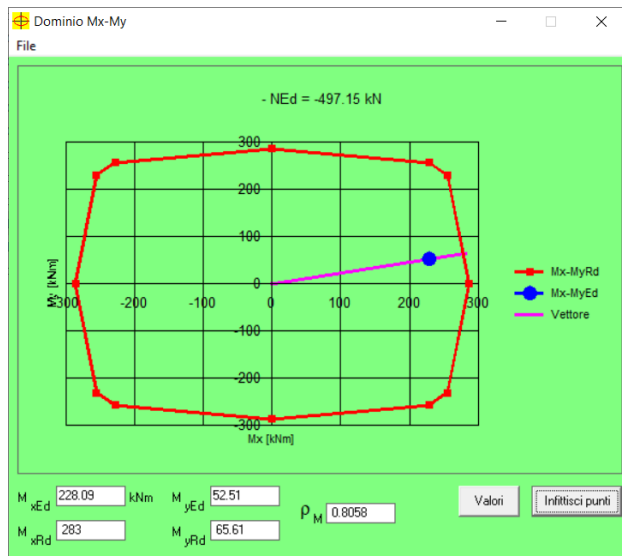 Dominio Mx-My
File
- NEd = -497.15 kN
300
200
100
0
-100
-200
-300
My [kNm]
-300 -200 -100 0 100 200 300
Mx [kNm]
Mx-MyRd
Mx-MyEd
Vettore
M xEd 228.09 kNm M yEd 52.51
M xRd 283 M yRd 65.61
ρ M 0.8058
Valori
Infittisci punti